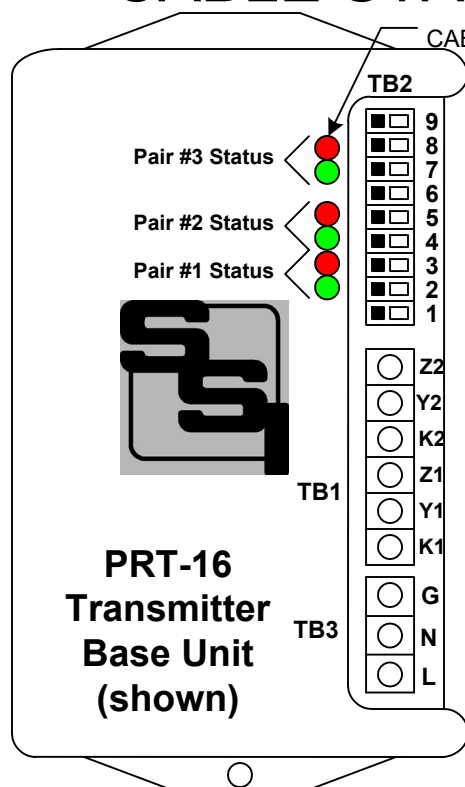 TB2
9
8
Pair #3 Status
7
6
Pair #2 Status
5
4
Pair #1 Status
3
2
1
SSI
Z2
Y2
K2
Z1
TB1
Y1
K1
PRT-16
Transmitter
Base Unit
(shown)
G
TB3
N
L